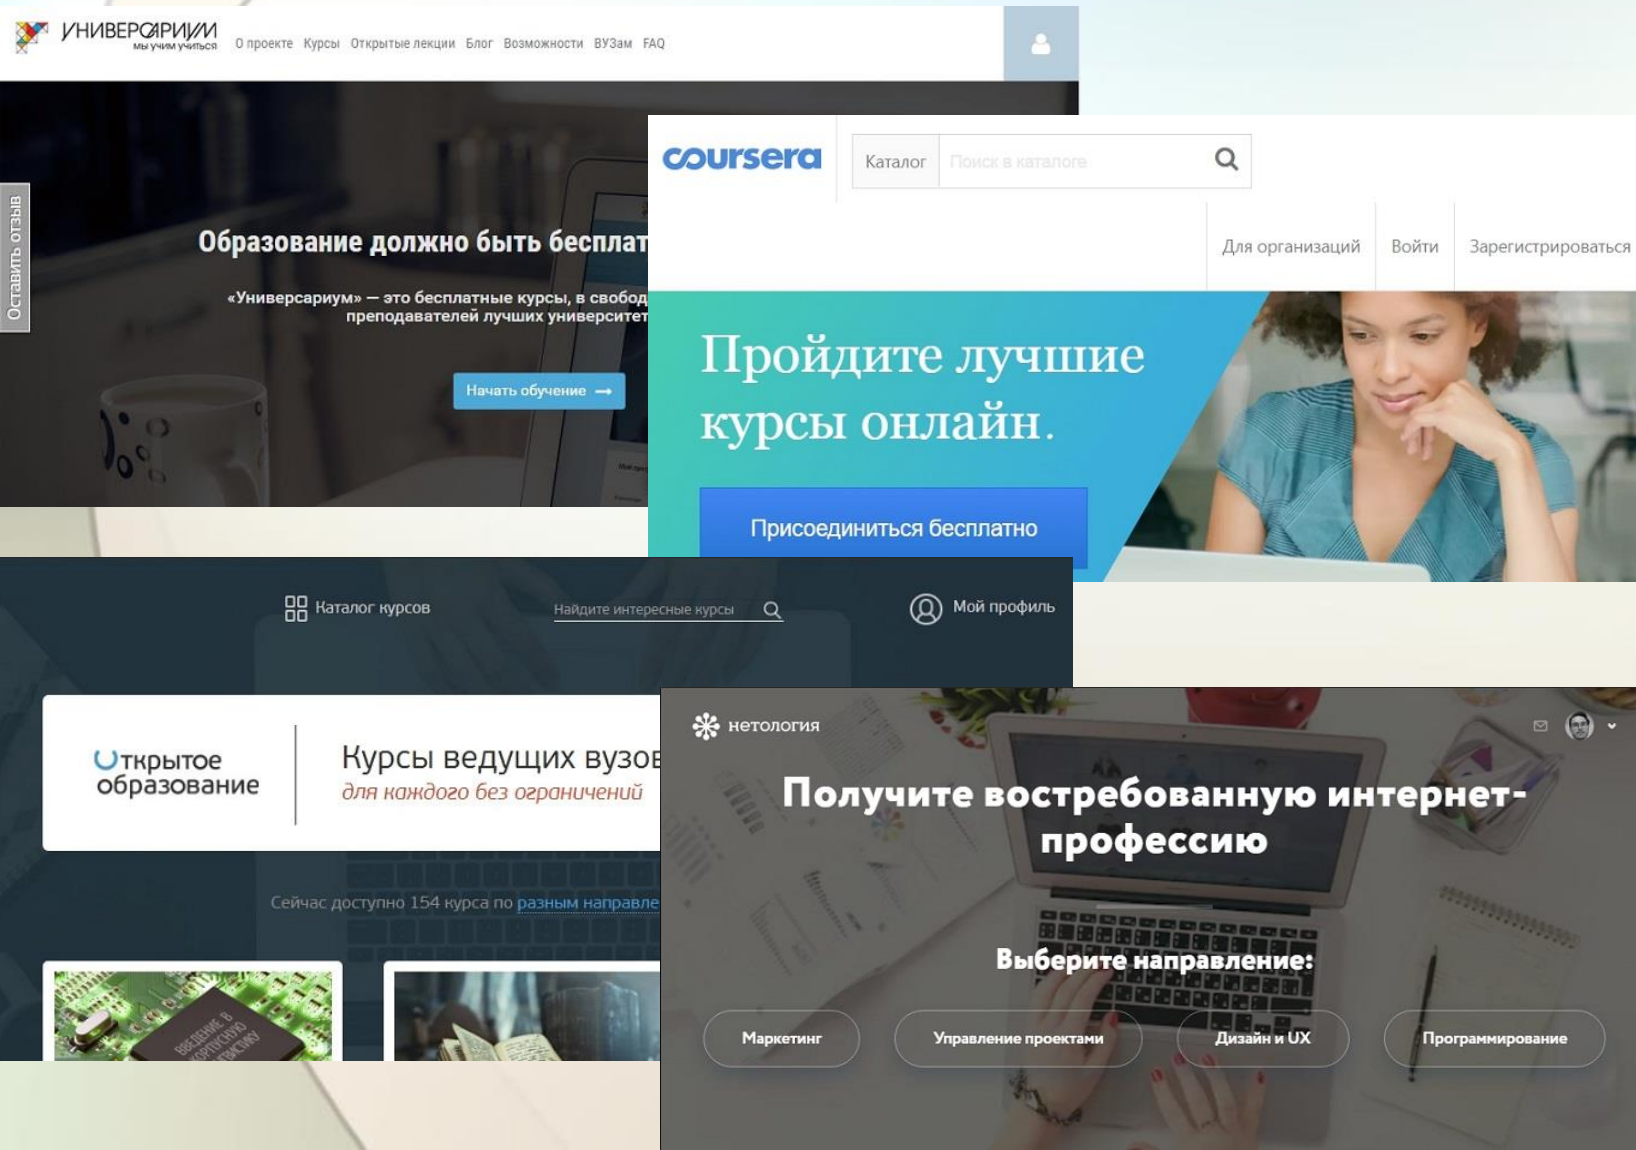 УНИВЕРСАРИУМ
МЫ УЧИМ УЧИТЬСЯ
О проекте Курсы Открытые лекции Блог Возможности ВУЗам FAQ
Оставить отзыв
Образование должно быть бесплат
«Универсариум» — это бесплатные курсы, в свобод
преподавателей лучших университет
Начать обучение →
coursera
Каталог
Поиск в каталоге
Для организаций
Войти
Зарегистрироваться
Пройдите лучшие
курсы онлайн.
Присоединиться бесплатно
Каталог курсов
Найдите интересные курсы
Мой профиль
Открытое
образование
Курсы ведущих вузов
для каждого без ограничений
Сейчас доступно 154 курса по разным направле
ВВЕДЕНИЕ В
нетология
Получите востребованную интернет-
профессию
Выберите направление:
Маркетинг
Управление проектами
Дизайн и UX
Программирование